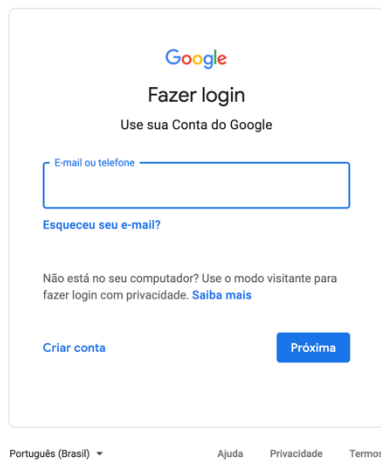 Google
Fazer login
Use sua Conta do Google
E-mail ou telefone
Esqueceu seu e-mail?
Não está no seu computador? Use o modo visitante para
fazer login com privacidade. Saiba mais
Criar conta
Próxima
Português (Brasil)
Ajuda
Privacidade
Termos